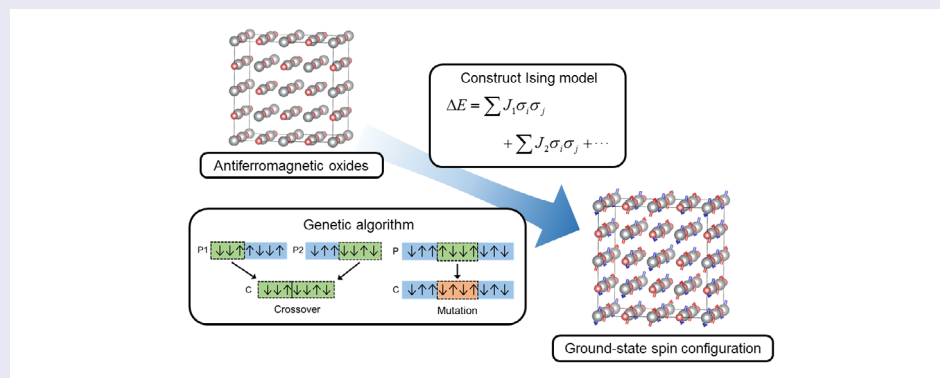 Construct Ising model
ΔE = ∑ J₁σᵢσⱼ
+ ∑ J₂σᵢσⱼ + ⋯
Antiferromagnetic oxides
Genetic algorithm
P1 ↓↓↑↑↓↓↑ P2 ↓↑↑↓↓↑↓ P ↓↑↑↑↓↓↑↓↑↓
C ↓↓↑↓↓↑↓ C ↓↑↑↓↑↓↑↓↑↓
Crossover Mutation
Ground-state spin configuration